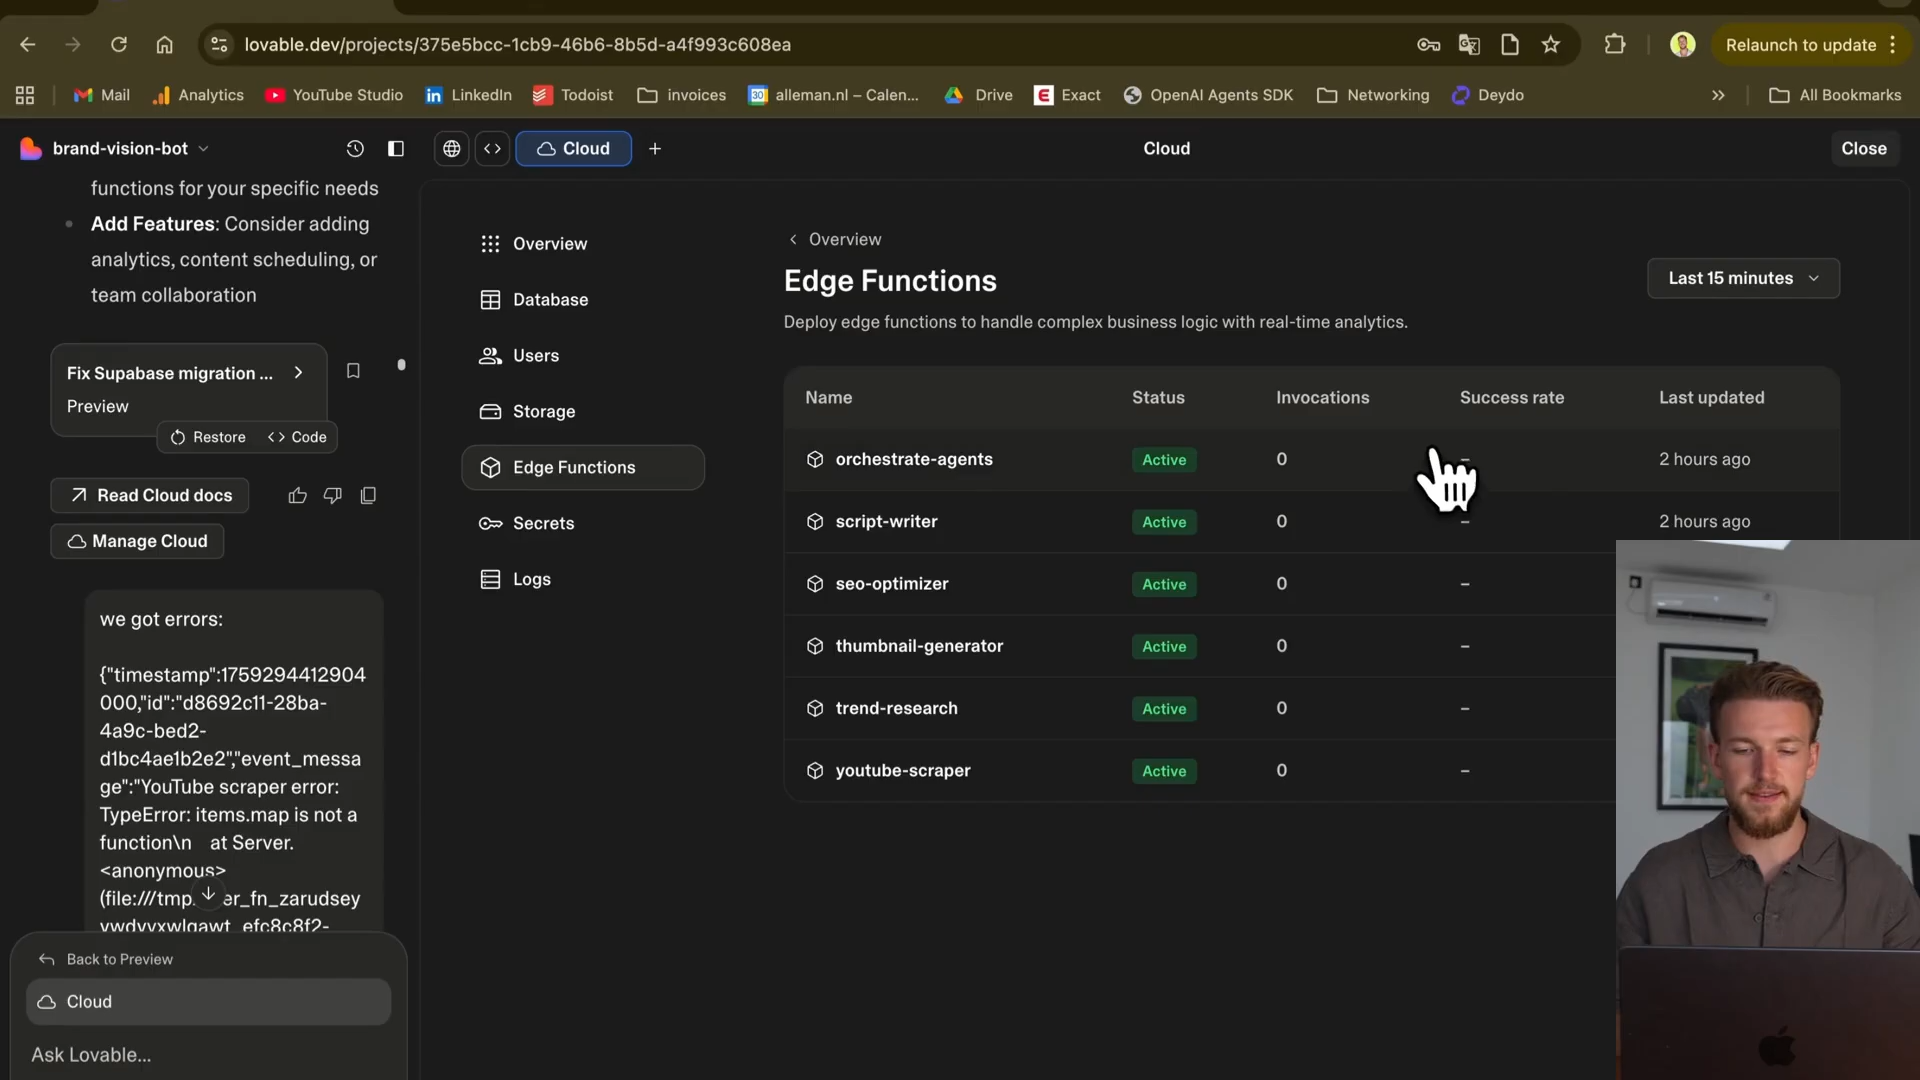 lovable.dev/projects/375e5bcc-1cb9-46b6-8b5d-a4f993c608ea
Relaunch to update
Mail
Analytics
YouTube Studio
LinkedIn
Todoist
invoices
alleman.nl – Calen...
Drive
Exact
OpenAI Agents SDK
Networking
Deydo
All Bookmarks
brand-vision-bot
Cloud
Cloud
Close
functions for your specific needs
Add Features: Consider adding
analytics, content scheduling, or
team collaboration
Fix Supabase migration ...
Preview
Restore
Code
Read Cloud docs
Manage Cloud
we got errors:
{"timestamp":1759294412904
000,"id":"d8692c11-28ba-
4a9c-bed2-
d1bc4ae1b2e2","event_messa
ge":"YouTube scraper error:
TypeError: items.map is not a
function\n at Server.
<anonymous>
Back to Preview
Cloud
Ask Lovable...
Overview
Database
Users
Storage
Edge Functions
Secrets
Logs
Overview
Edge Functions
Last 15 minutes
Deploy edge functions to handle complex business logic with real-time analytics.
Name Status Invocations Success rate Last updated
orchestrate-agents Active 0 – 2 hours ago
script-writer Active 0 – 2 hours ago
seo-optimizer Active 0 –
thumbnail-generator Active 0 –
trend-research Active 0 –
youtube-scraper Active 0 –